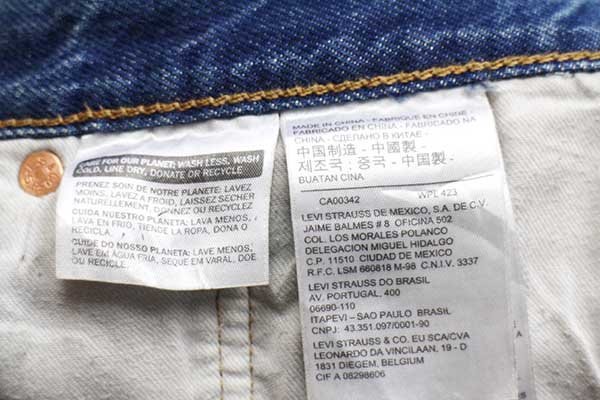 CARE FOR OUR PLANET: WASH LESS, WASH
COLD, LINE DRY, DONATE OR RECYCLE
PRENEZ SOIN DE NOTRE PLANETE: LAVEZ
MOINS, LAVEZ A FROID, LAISSEZ SECHER
NATURELLEMENT, DONNEZ OU RECYCLEZ
CUIDA NUESTRO PLANETA: LAVA MENOS,
LAVA EN FRIO, TIENDE LA ROPA, DONA O
RECICLA.
CUIDE DO NOSSO PLANETA: LAVE MENOS,
LAVE EM ÁGUA FRIA, SEQUE EM VARAL, DOE
OU RECICLE.
MADE IN CHINA - FABRIQUE EN CHINE -
FABRICADO EN CHINA - FABRICADO NA
CHINA - СДЕЛАНО В КИТАЕ -
中国制造 - 中國製 -
제조국 : 중국 - 中国製 -
BUATAN CINA
CA00342 WPL 423
LEVI STRAUSS DE MEXICO, S.A. DE C.V.
JAIME BALMES # 8 OFICINA 502
COL. LOS MORALES POLANCO
DELEGACION MIGUEL HIDALGO
C.P. 11510 CIUDAD DE MEXICO
R.F.C. LSM 660818 M-98 C.N.I.V. 3337
LEVI STRAUSS DO BRASIL
AV. PORTUGAL, 400
06690-110
ITAPEVI – SAO PAULO BRASIL
CNPJ: 43.351.097/0001-90
LEVI STRAUSS & CO. EU SCA/CVA
LEONARDO DA VINCILAAN, 19 - D
1831 DIEGEM, BELGIUM
CIF A 08298606